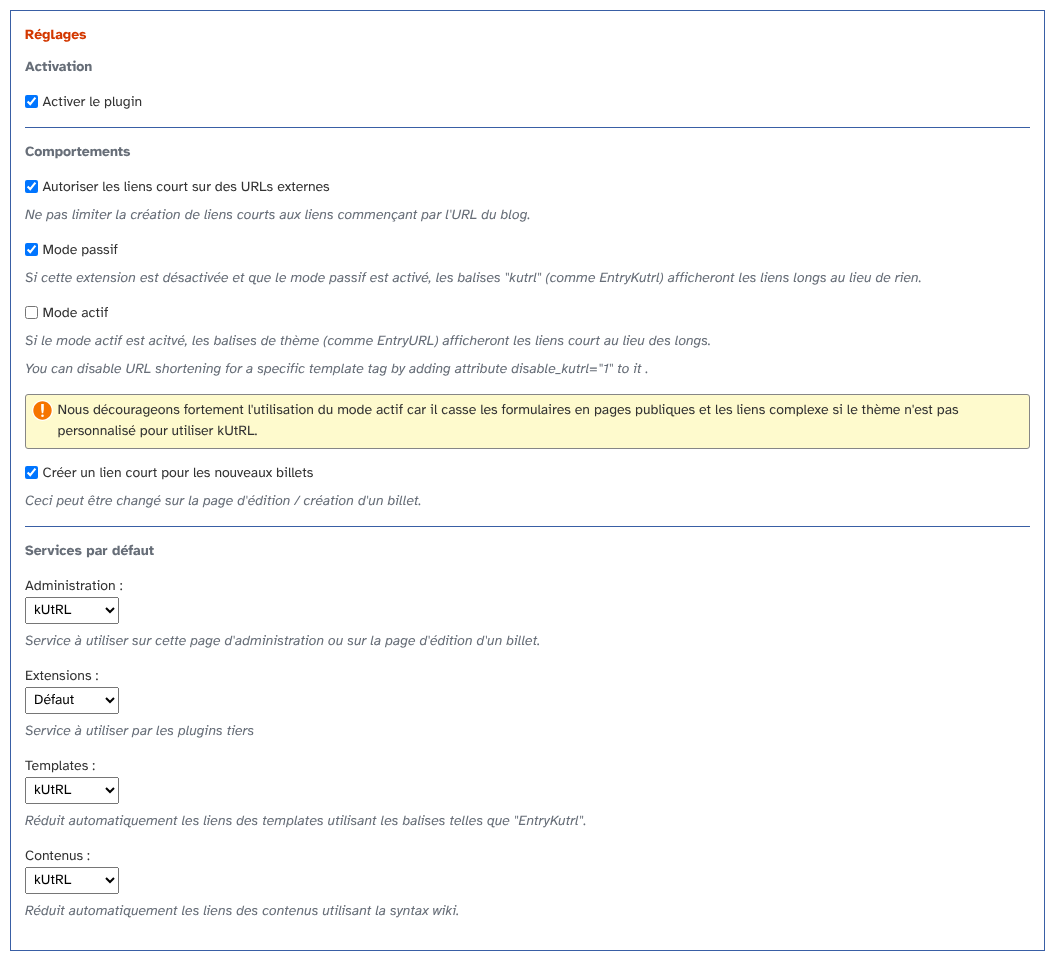 Réglages
Activation
Activer le plugin
Comportements
Autoriser les liens court sur des URLs externes
Ne pas limiter la création de liens courts aux liens commençant par l'URL du blog.
Mode passif
Si cette extension est désactivée et que le mode passif est activé, les balises "kutrl" (comme EntryKutrl) afficheront les liens longs au lieu de rien.
Mode actif
Si le mode actif est acitvé, les balises de thème (comme EntryURL) afficheront les liens court au lieu des longs.
You can disable URL shortening for a specific template tag by adding attribute disable_kutrl="1" to it .
Nous décourageons fortement l'utilisation du mode actif car il casse les formulaires en pages publiques et les liens complexe si le thème n'est pas
personnalisé pour utiliser kUtRL.
Créer un lien court pour les nouveaux billets
Ceci peut être changé sur la page d'édition / création d'un billet.
Services par défaut
Administration :
kUtRL
Service à utiliser sur cette page d'administration ou sur la page d'édition d'un billet.
Extensions :
Défaut
Service à utiliser par les plugins tiers
Templates :
kUtRL
Réduit automatiquement les liens des templates utilisant les balises telles que "EntryKutrl".
Contenus :
kUtRL
Réduit automatiquement les liens des contenus utilisant la syntax wiki.